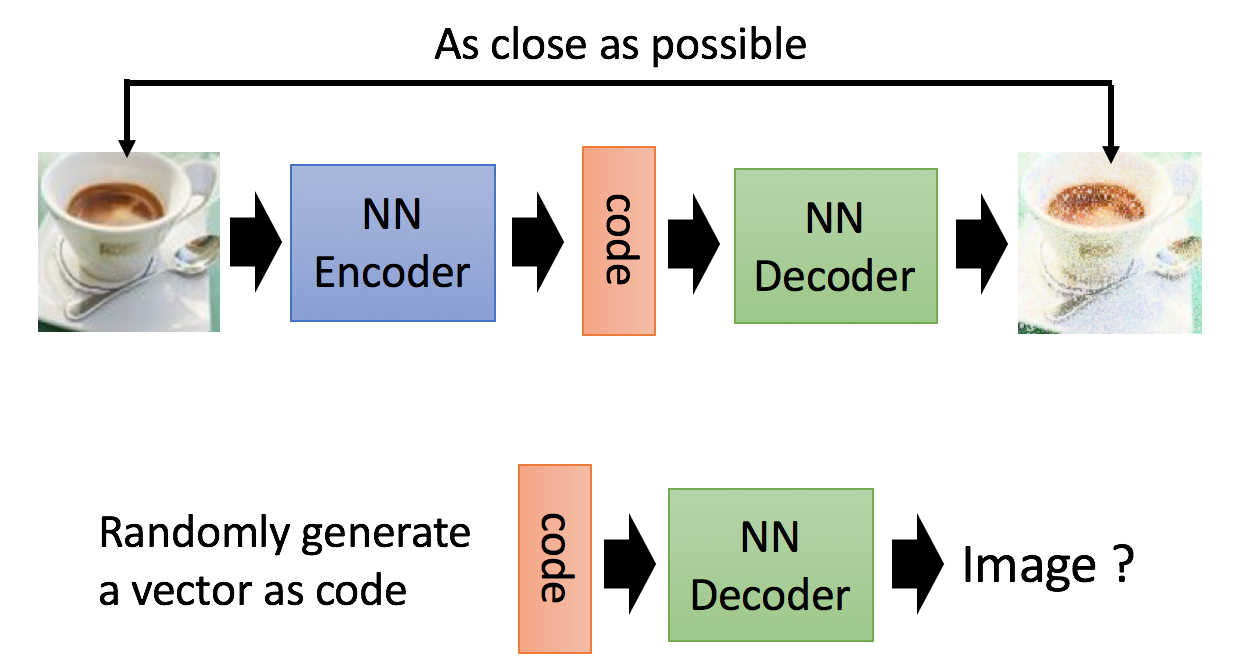 As close as possible
NN
Encoder
code
NN
Decoder
Randomly generate
a vector as code
code
NN
Decoder
Image ?